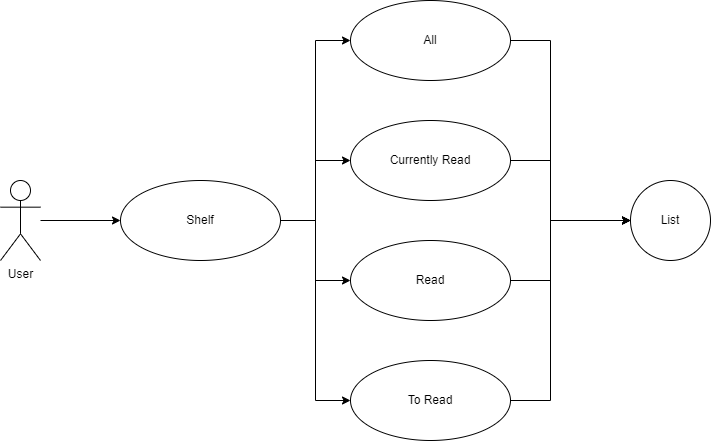 All
Currently Read
Shelf
List
User
Read
To Read